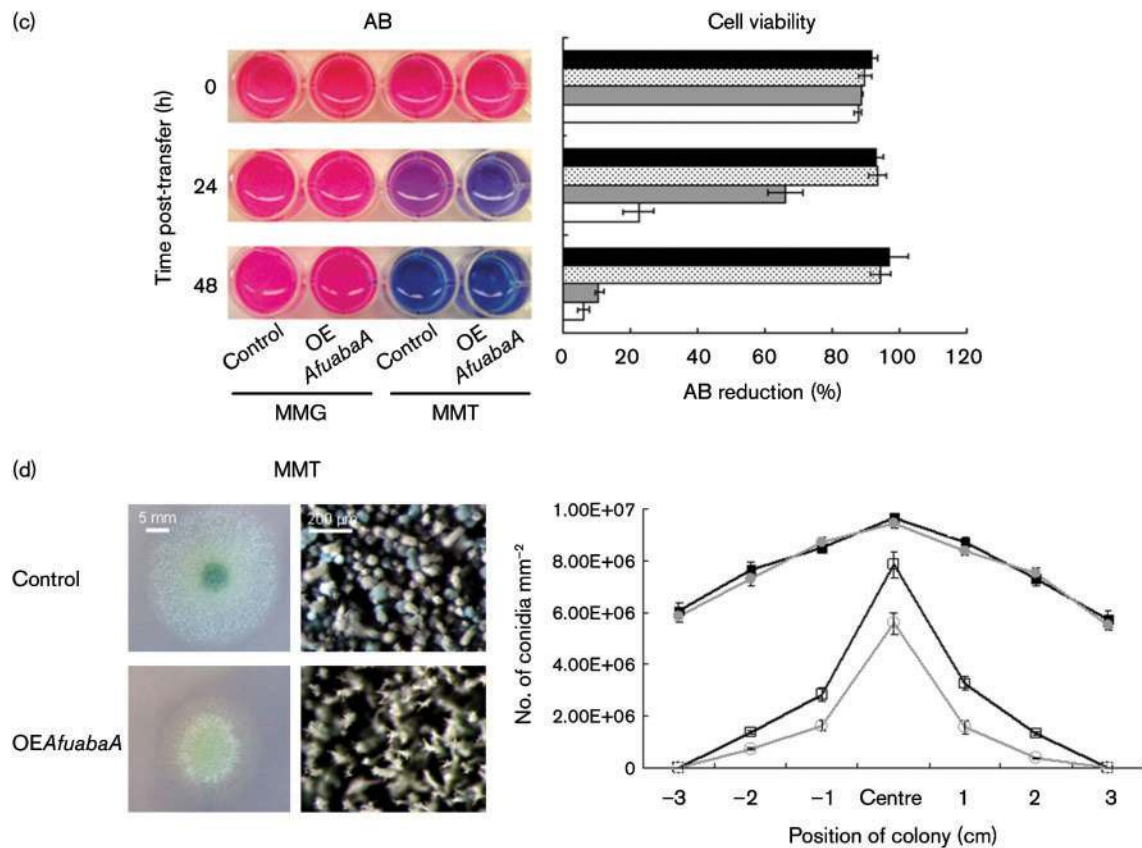 (c)
AB
Cell viability
Time post-transfer (h)
0
24
48
Control
OE AfuabaA
Control
OE AfuabaA
MMG
MMT
0 20 40 60 80 100 120
AB reduction (%)
(d)
MMT
5 mm
200 µm
Control
OEAfuabaA
No. of conidia mm⁻²
1.00E+07
8.00E+06
6.00E+06
4.00E+06
2.00E+06
0
−3 −2 −1 Centre 1 2 3
Position of colony (cm)